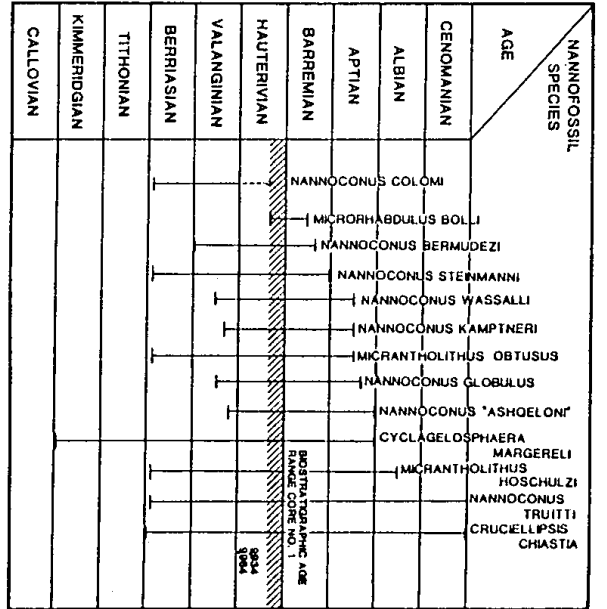 NANNOFOSSIL
SPECIES
AGE
CENOMANIAN
ALBIAN
APTIAN
BARREMIAN
HAUTERIVIAN
VALANGINIAN
BERRIASIAN
TITHONIAN
KIMMERIDGIAN
CALLOVIAN
NANNOCONUS COLOMI
MICRORHABDULUS BOLLI
NANNOCONUS BERMUDEZI
NANNOCONUS STEINMANNI
NANNOCONUS WASSALLI
NANNOCONUS KAMPTNERI
MICRANTHOLITHUS OBTUSUS
NANNOCONUS GLOBULUS
NANNOCONUS "ASHQELONI"
CYCLAGELOSPHAERA
MARGERELI
MICRANTHOLITHUS
HOSCHULZI
NANNOCONUS
TRUITTI
CRUCIELLIPSIS
CHIASTIA
BIOSTRATIGRAPHIC AGE
RANGE CORE NO. 1
9934
9964